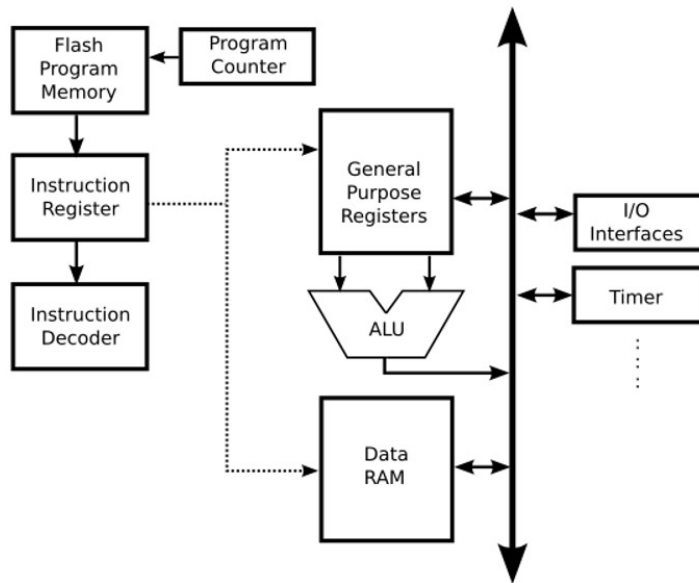 Flash
Program
Memory
Program
Counter
Instruction
Register
General
Purpose
Registers
I/O
Interfaces
Instruction
Decoder
Timer
ALU
Data
RAM